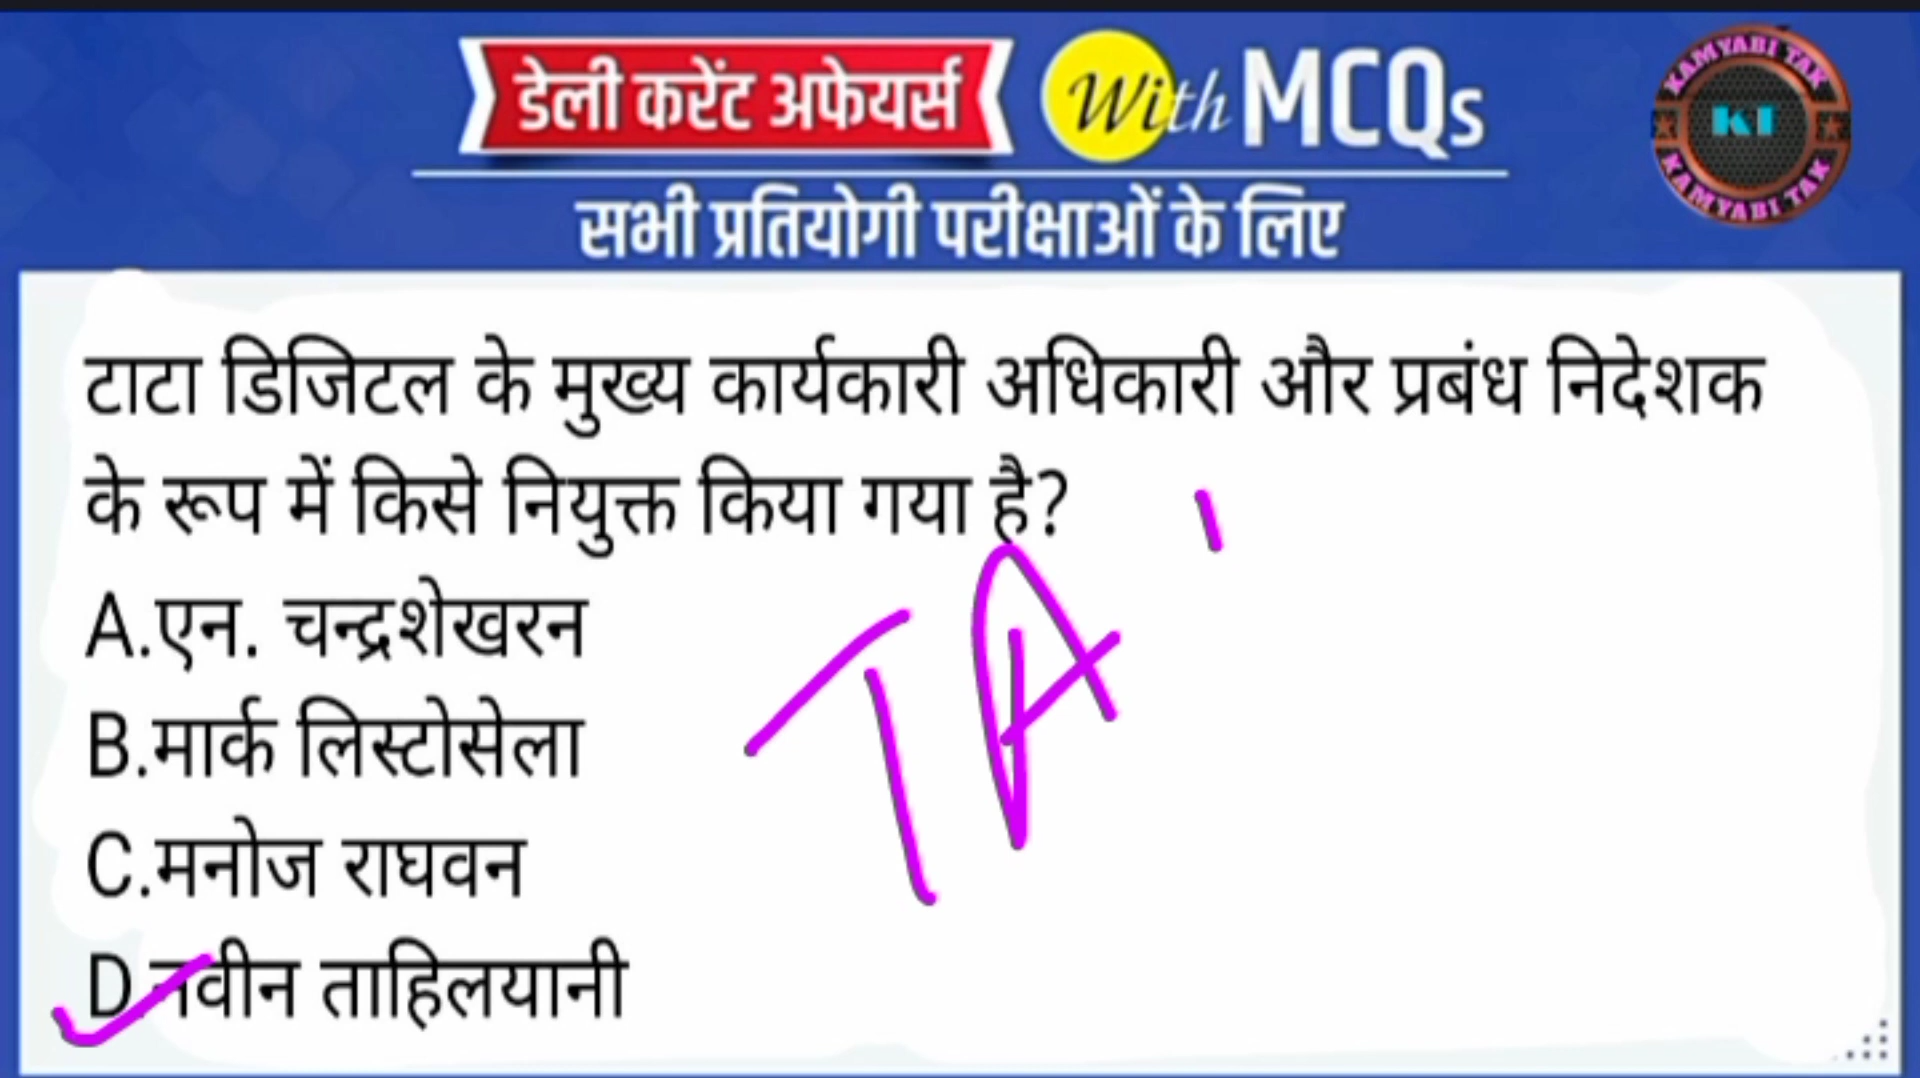 डेली करेंट अफेयर्स With MCQs
KAMYABI TAK
KI
KAMYABI TAK
सभी प्रतियोगी परीक्षाओं के लिए
टाटा डिजिटल के मुख्य कार्यकारी अधिकारी और प्रबंध निदेशक
के रूप में किसे नियुक्त किया गया है?
A.एन. चन्द्रशेखरन
B.मार्क लिस्टोसेला
C.मनोज राघवन
D.नवीन ताहिलयानी
TA